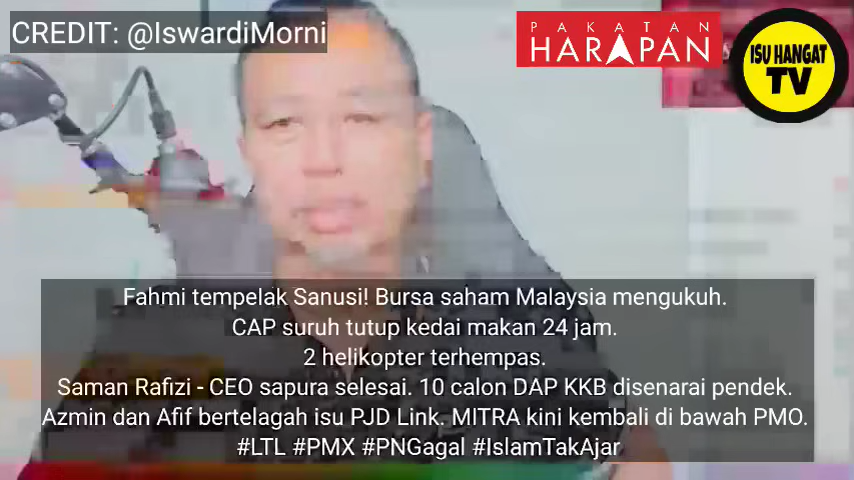 CREDIT: @IswardiMorni
PAKATAN
HARAPAN
ISU HANGAT
TV
Fahmi tempelak Sanusi! Bursa saham Malaysia mengukuh.
CAP suruh tutup kedai makan 24 jam.
2 helikopter terhempas.
Saman Rafizi - CEO sapura selesai. 10 calon DAP KKB disenarai pendek.
Azmin dan Afif bertelagah isu PJD Link. MITRA kini kembali di bawah PMO.
#LTL #PMX #PNGagal #IslamTakAjar